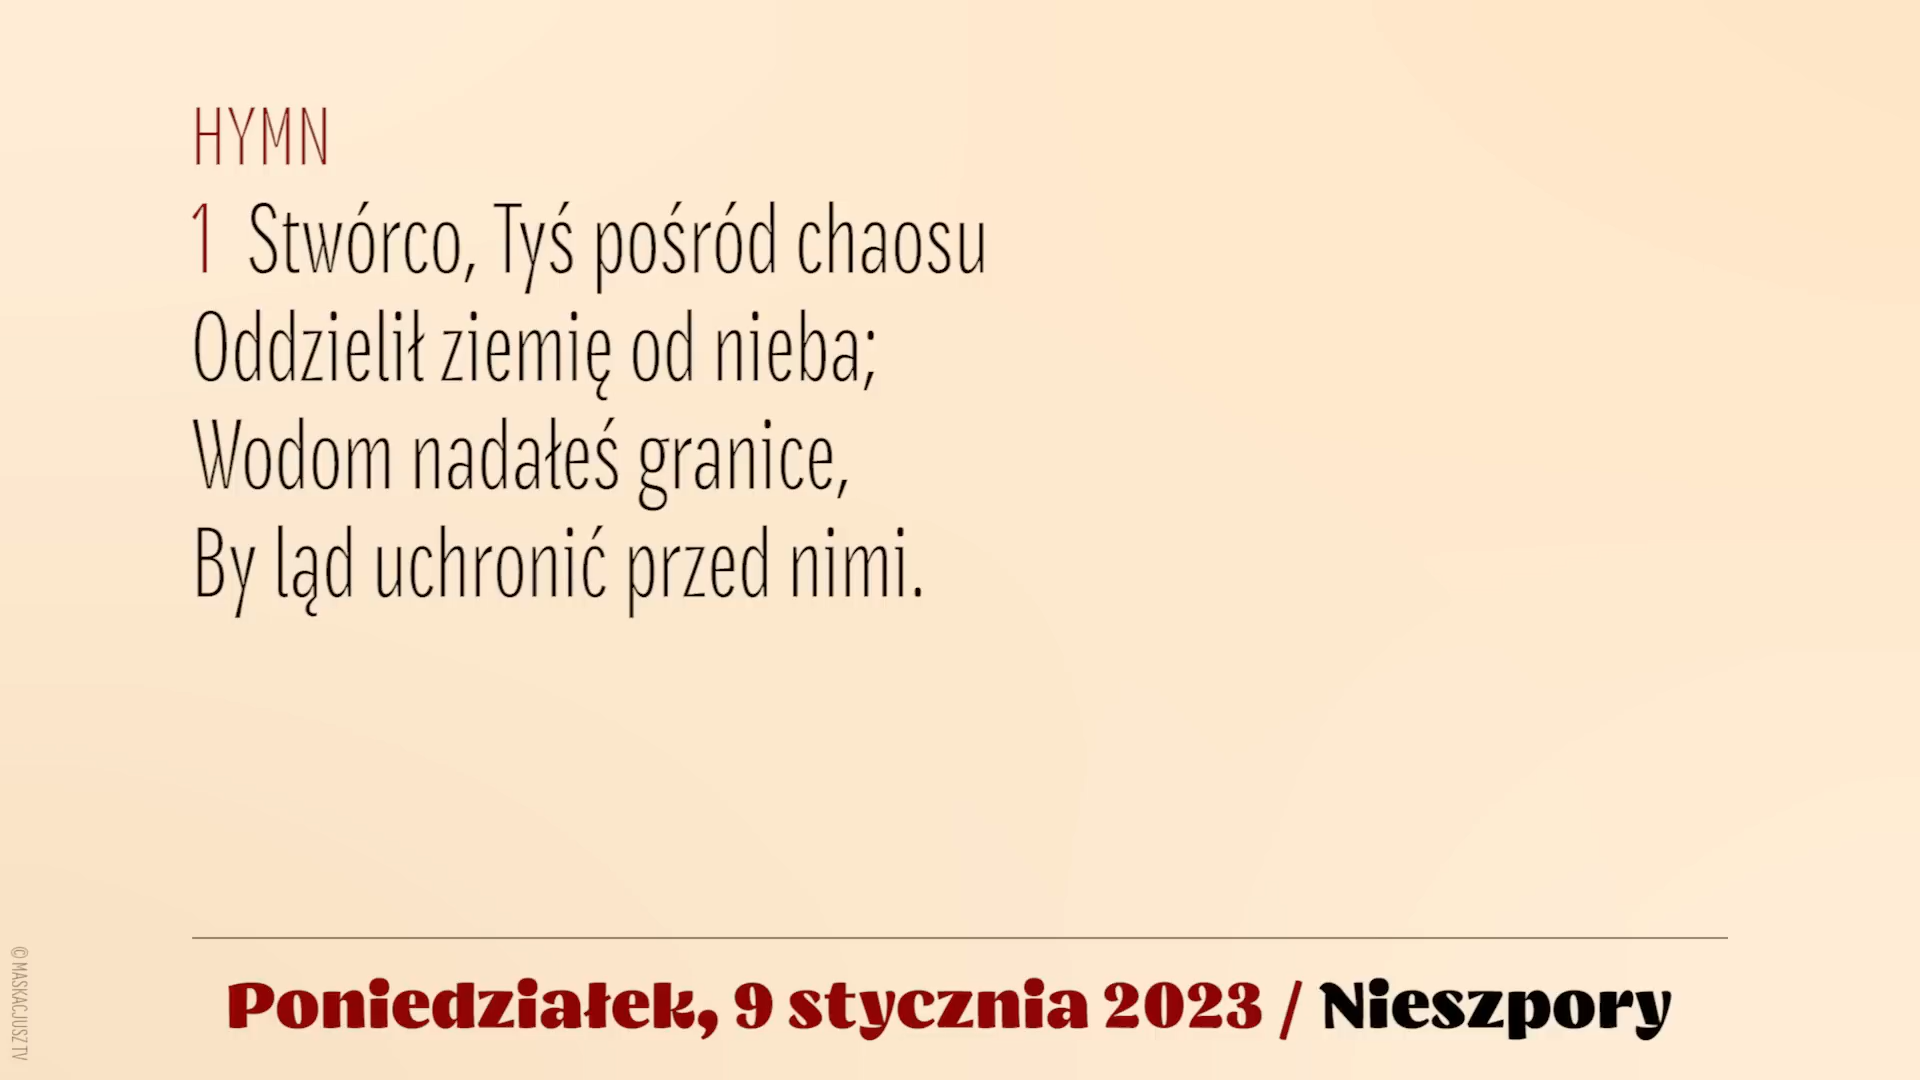 HYMN
1 Stwórco, Tyś pośród chaosu
Oddzielił ziemię od nieba;
Wodom nadałeś granice,
By ląd uchronić przed nimi.
Poniedziałek, 9 stycznia 2023 / Nieszpory
© MASKACJUSZ TV